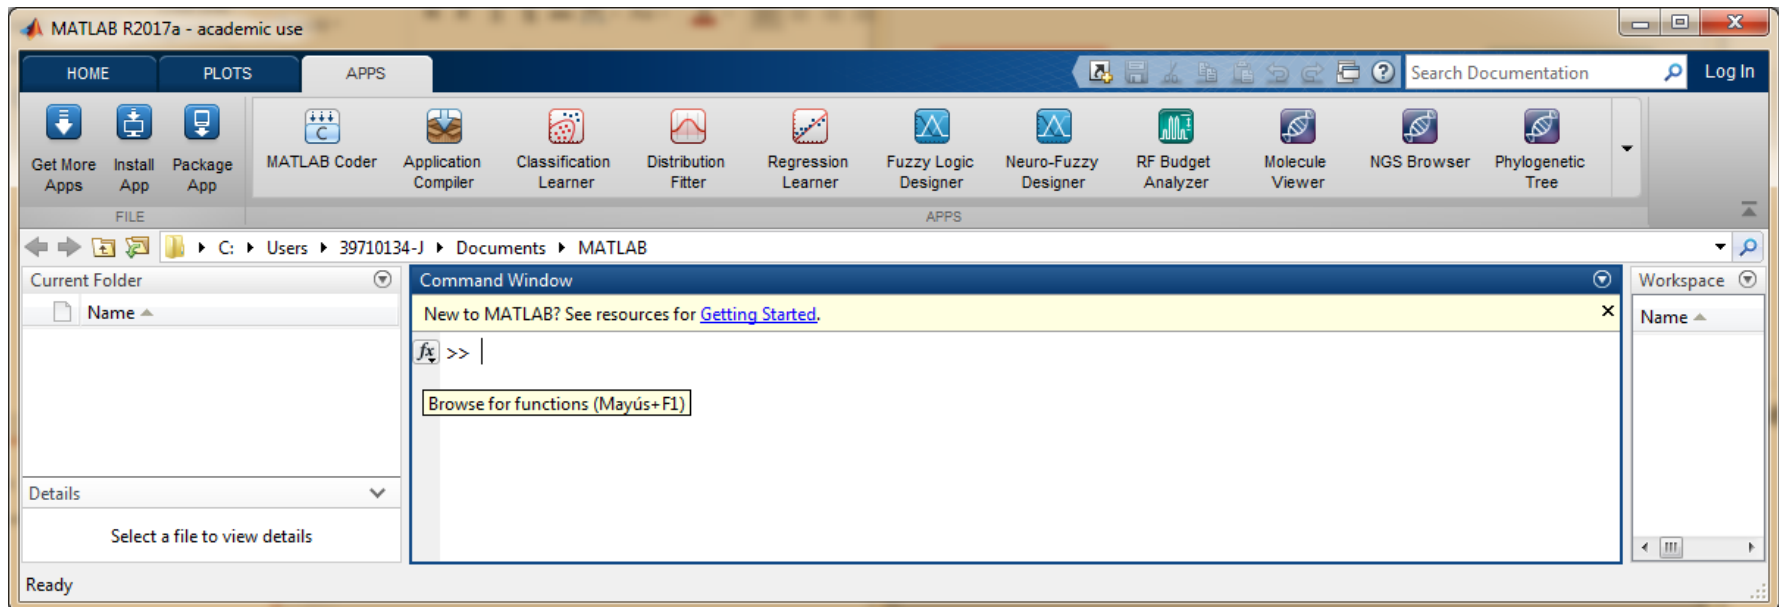 MATLAB R2017a - academic use
HOME PLOTS APPS Search Documentation Log In
Get More Apps
Install App
Package App
MATLAB Coder
Application Compiler
Classification Learner
Distribution Fitter
Regression Learner
Fuzzy Logic Designer
Neuro-Fuzzy Designer
RF Budget Analyzer
Molecule Viewer
NGS Browser
Phylogenetic Tree
FILE APPS
C: Users 39710134-J Documents MATLAB
Current Folder
Name
Details
Select a file to view details
Command Window
New to MATLAB? See resources for Getting Started.
fx >>
Browse for functions (Mayús+F1)
Workspace
Name
Ready